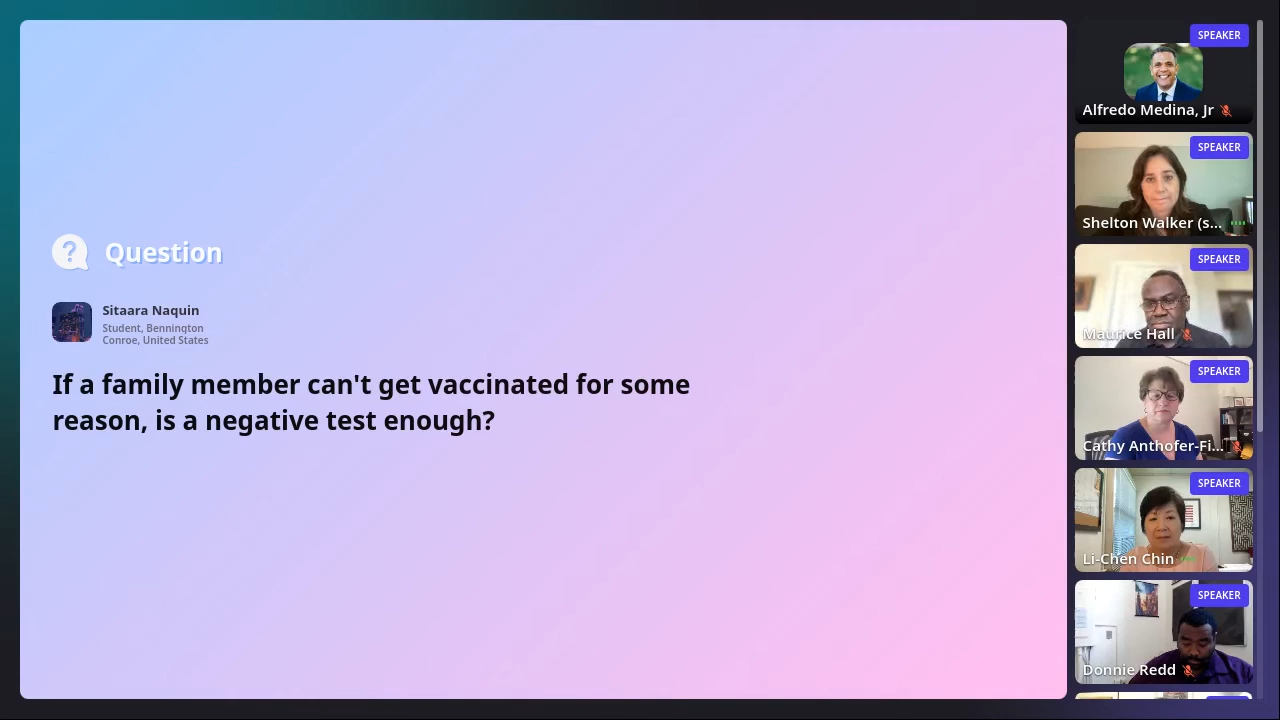 Question
Sitaara Naquin
Student, Bennington
Conroe, United States
If a family member can't get vaccinated for some
reason, is a negative test enough?
SPEAKER
Alfredo Medina, Jr
SPEAKER
Shelton Walker (s...
SPEAKER
Maurice Hall
SPEAKER
Cathy Anthofer-Fi...
SPEAKER
Li-Chen Chin
SPEAKER
Donnie Redd